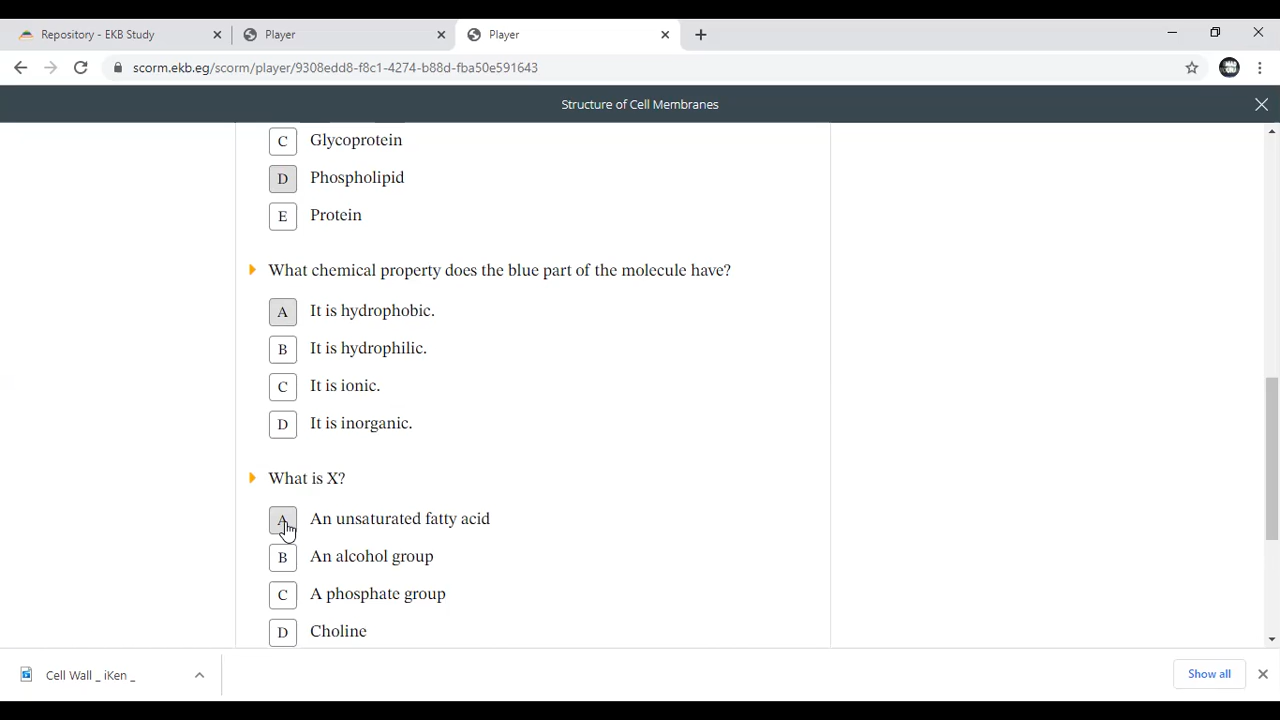 Repository - EKB Study
Player
Player
scorm.ekb.eg/scorm/player/9308edd8-f8c1-4274-b88d-fba50e591643
Structure of Cell Membranes
C Glycoprotein
D Phospholipid
E Protein
What chemical property does the blue part of the molecule have?
A It is hydrophobic.
B It is hydrophilic.
C It is ionic.
D It is inorganic.
What is X?
A An unsaturated fatty acid
B An alcohol group
C A phosphate group
D Choline
Cell Wall _ iKen _
Show all